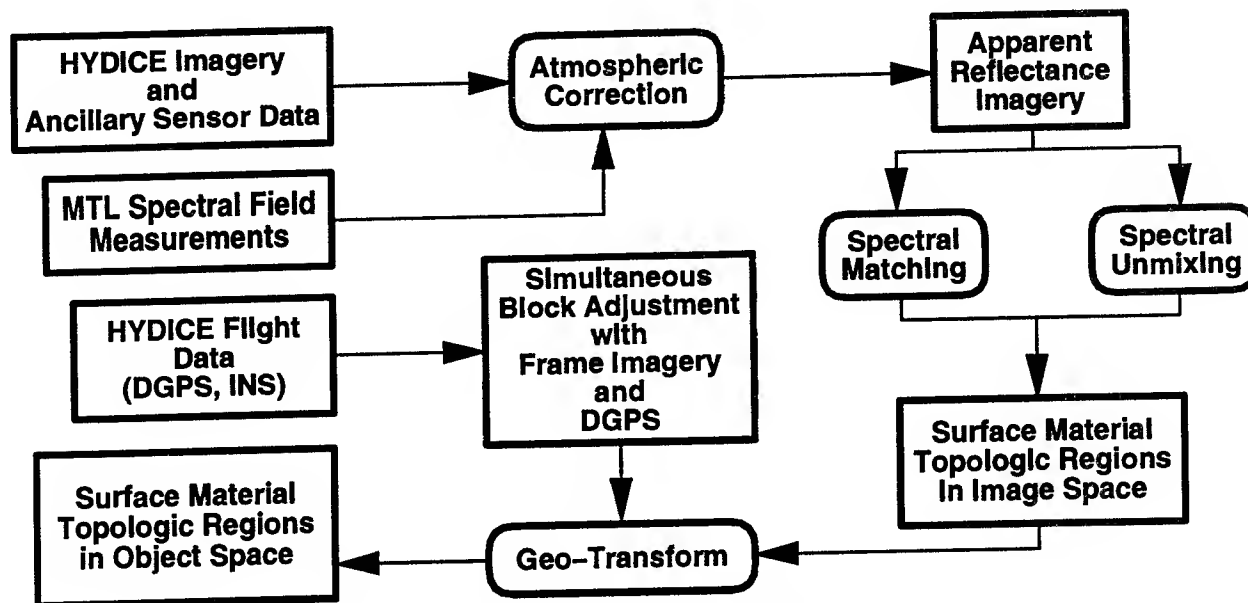 HYDICE Imagery
and
Ancillary Sensor Data
Atmospheric
Correction
Apparent
Reflectance
Imagery
MTL Spectral Field
Measurements
Spectral
Matching
Spectral
Unmixing
HYDICE Flight
Data
(DGPS, INS)
Simultaneous
Block Adjustment
with
Frame Imagery
and
DGPS
Surface Material
Topologic Regions
In Image Space
Surface Material
Topologic Regions
in Object Space
Geo-Transform